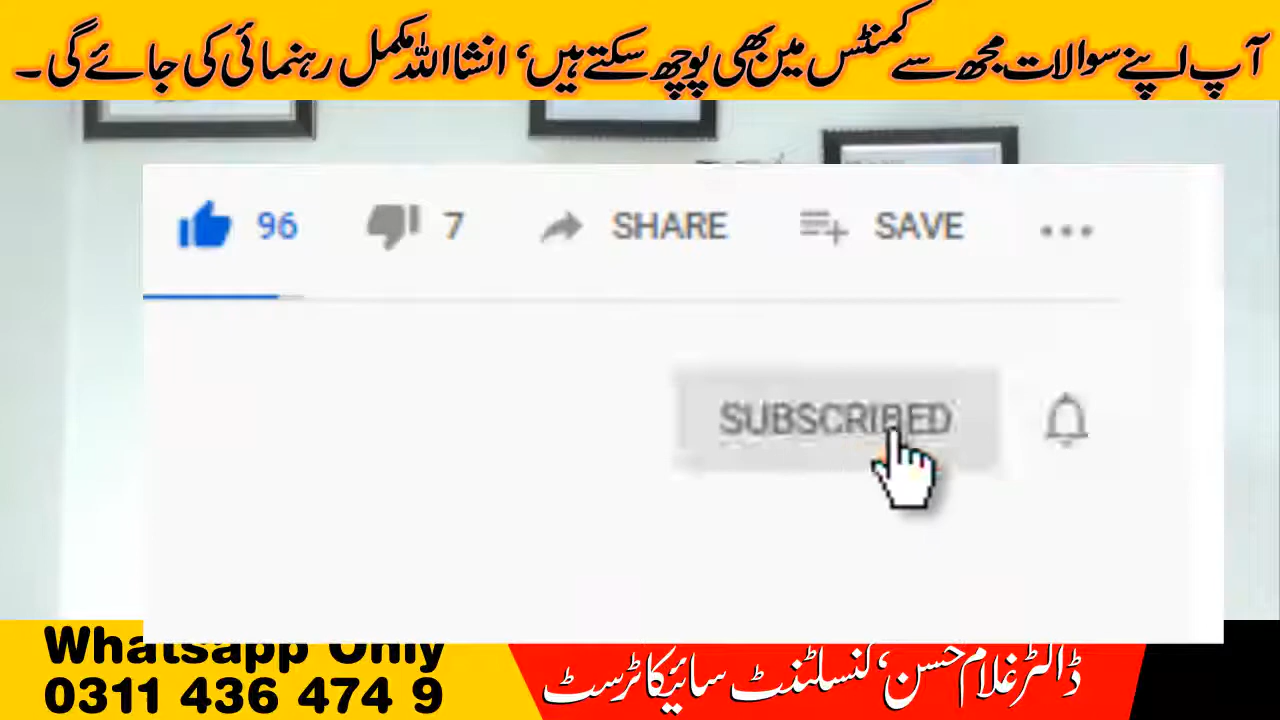 آپ اپنے سوالات مجھ سے کمنٹس میں بھی پوچھ سکتے ہیں، انشااللہ مکمل رہنمائی کی جائے گی۔
96 7 SHARE SAVE
SUBSCRIBED
Whatsapp Only
0311 436 474 9
ڈاکٹر غلام حسن، کنسلٹنٹ سائیکاٹرسٹ